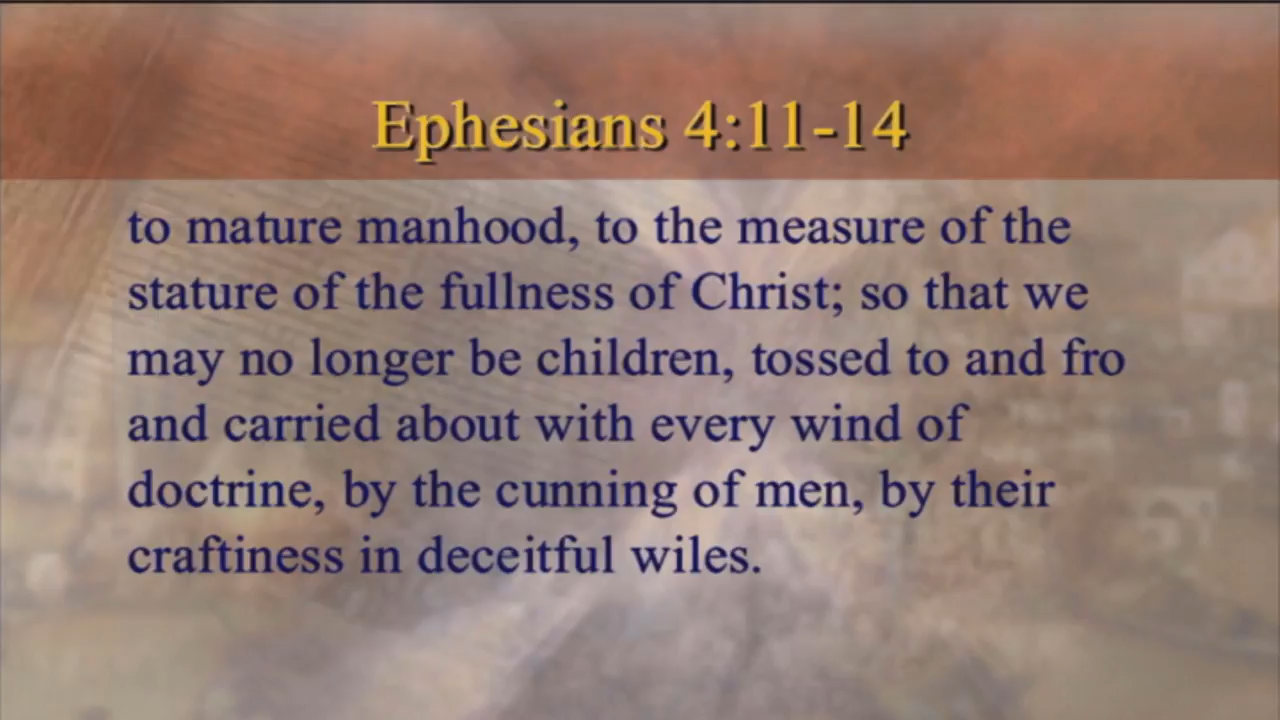 Ephesians 4:11-14
to mature manhood, to the measure of the
stature of the fullness of Christ; so that we
may no longer be children, tossed to and fro
and carried about with every wind of
doctrine, by the cunning of men, by their
craftiness in deceitful wiles.